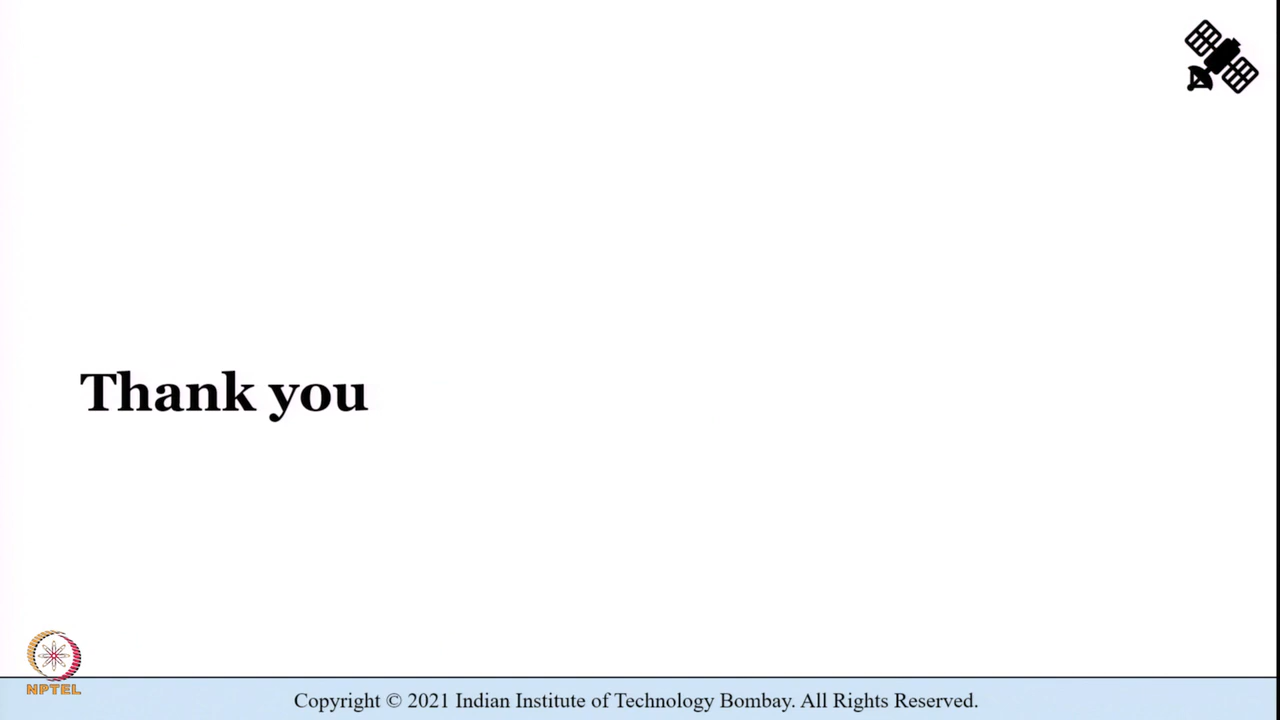 Thank you
NPTEL
Copyright © 2021 Indian Institute of Technology Bombay. All Rights Reserved.